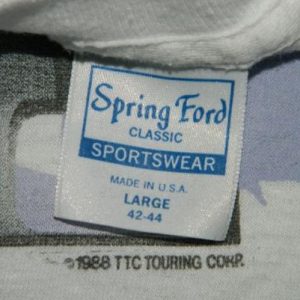 Spring Ford
CLASSIC
SPORTSWEAR
MADE IN U.S.A.
LARGE
42-44
©1988 TTC TOURING CORP.